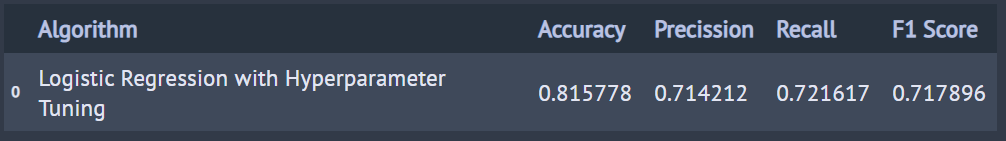 Algorithm Accuracy Precission Recall F1 Score
0 Logistic Regression with Hyperparameter Tuning 0.815778 0.714212 0.721617 0.717896